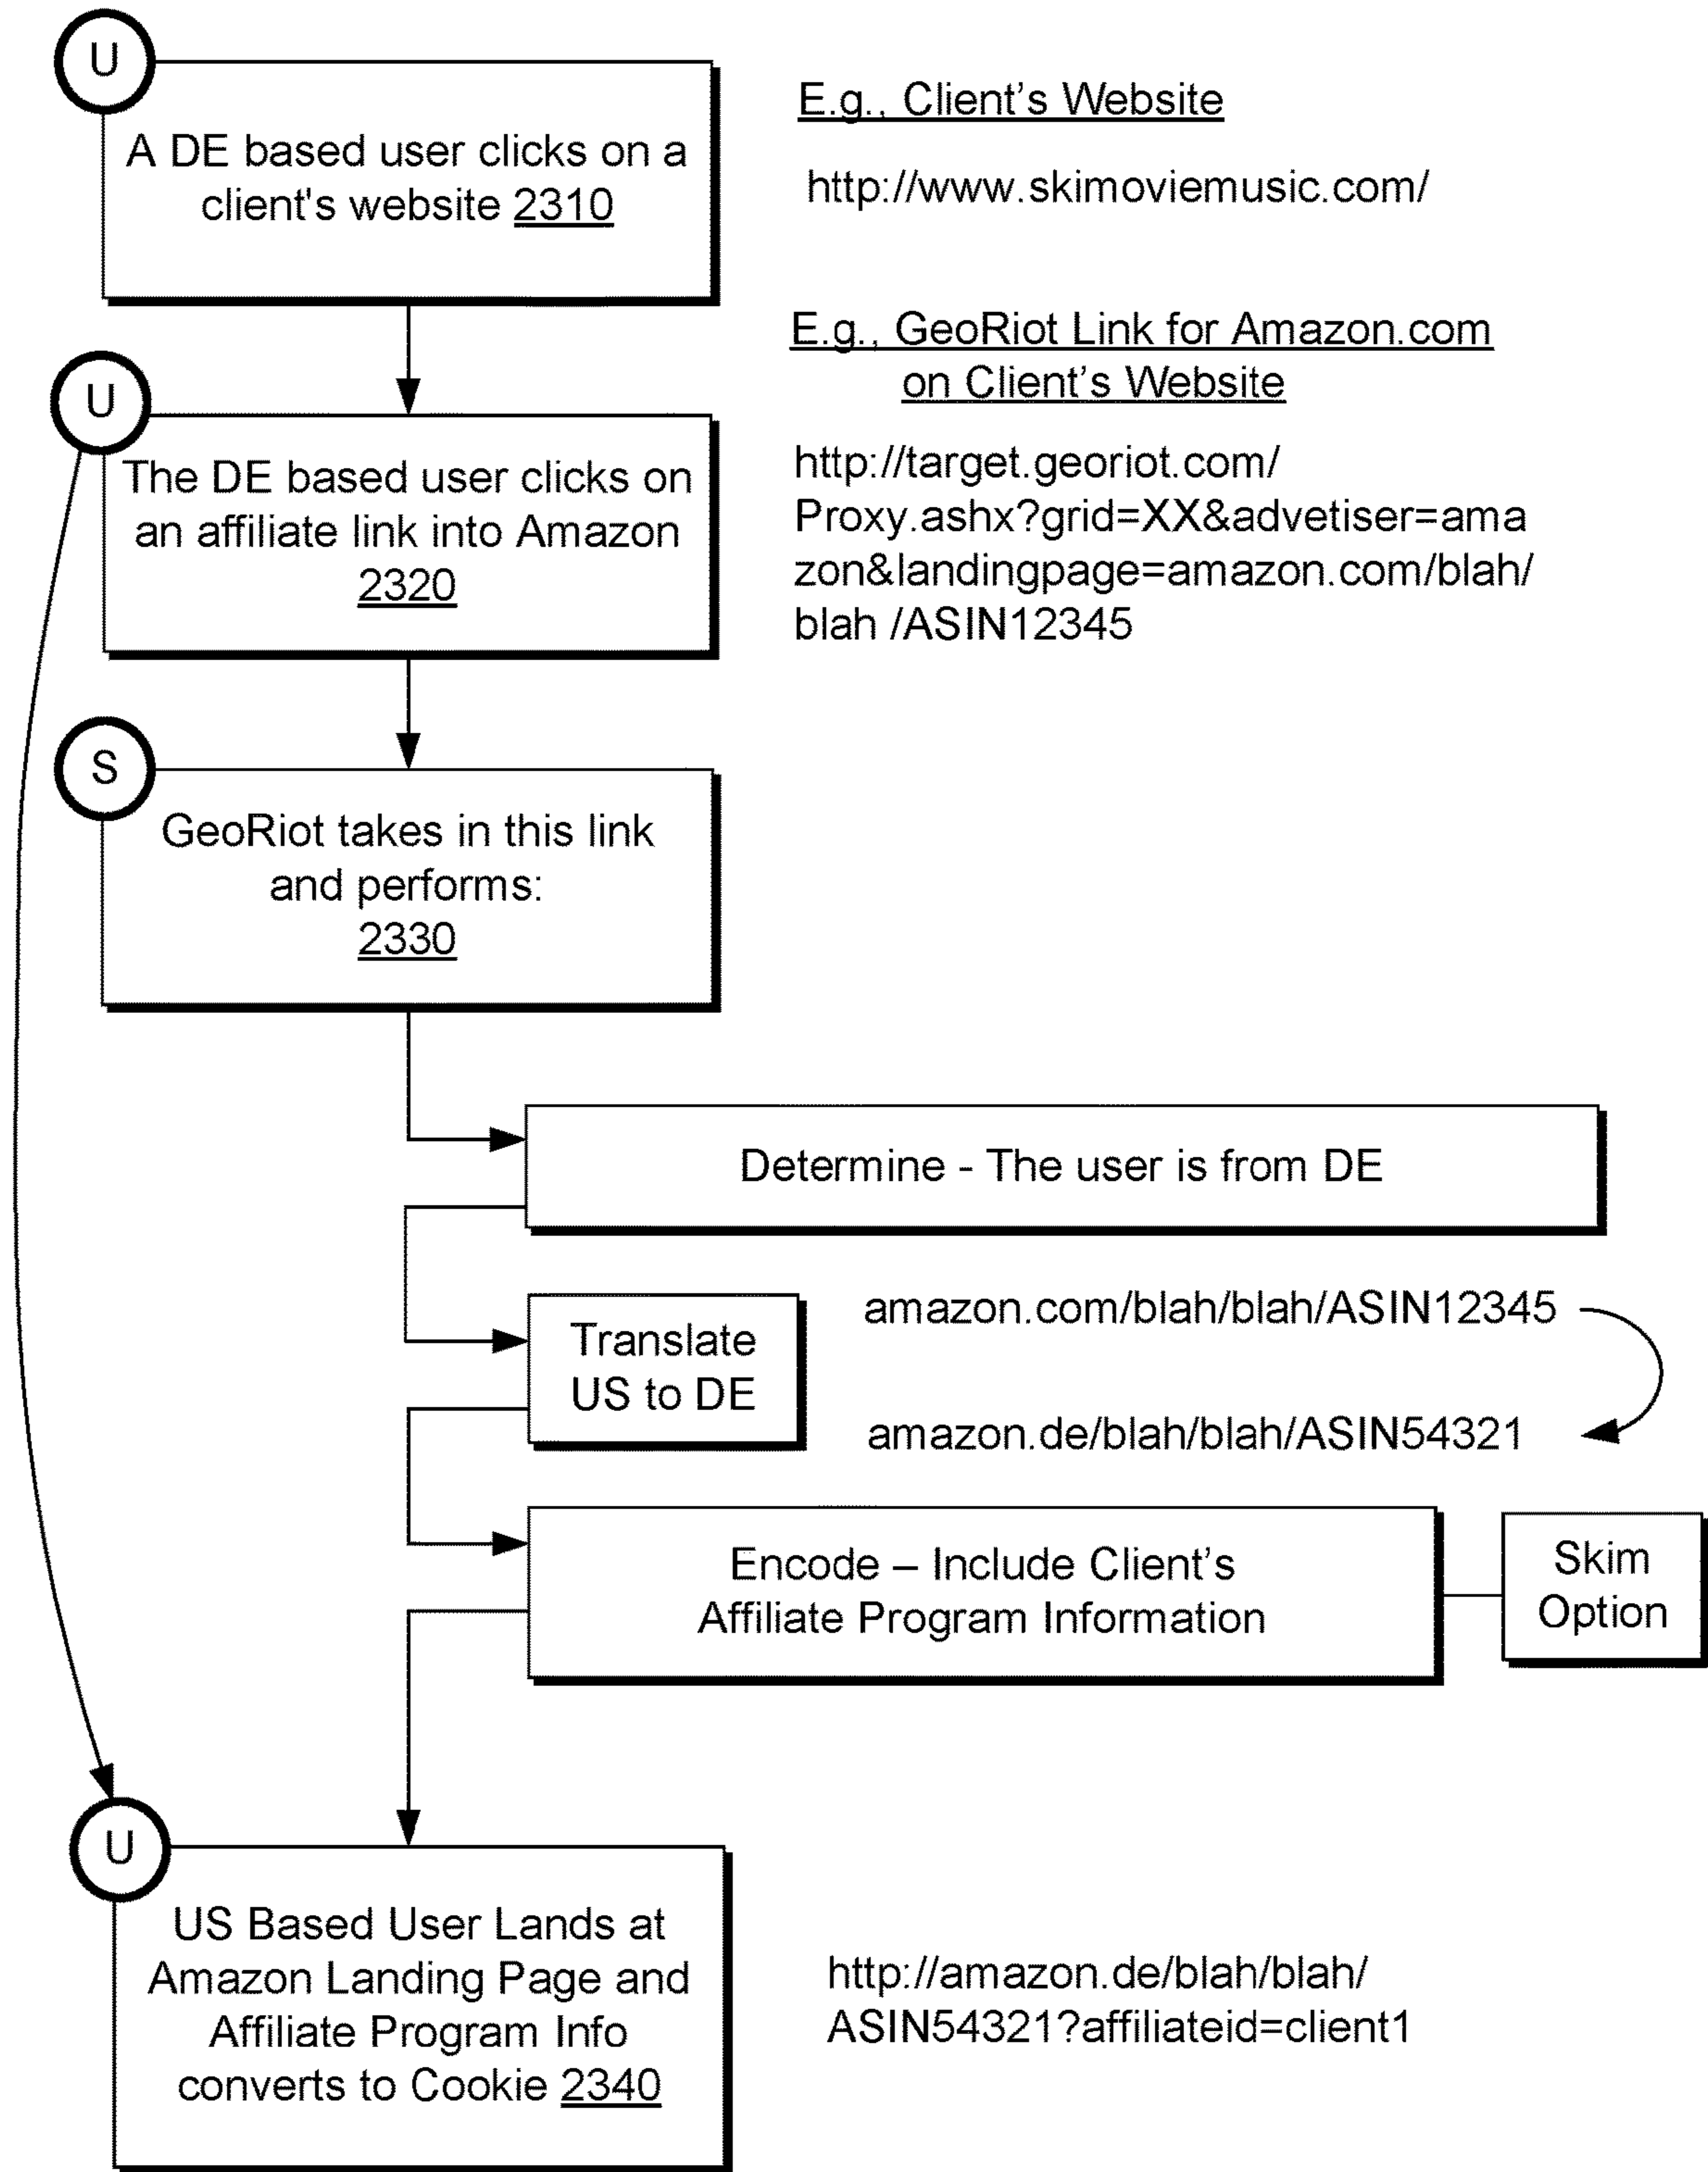 U
A DE based user clicks on a
client's website 2310
E.g., Client’s Website
http://www.skimoviemusic.com/
E.g., GeoRiot Link for Amazon.com
on Client’s Website
U
The DE based user clicks on
an affiliate link into Amazon
2320
http://target.georiot.com/
Proxy.ashx?grid=XX&advetiser=ama
zon&landingpage=amazon.com/blah/
blah /ASIN12345
S
GeoRiot takes in this link
and performs:
2330
Determine - The user is from DE
Translate
US to DE
amazon.com/blah/blah/ASIN12345
amazon.de/blah/blah/ASIN54321
Encode – Include Client’s
Affiliate Program Information
Skim
Option
U
US Based User Lands at
Amazon Landing Page and
Affiliate Program Info
converts to Cookie 2340
http://amazon.de/blah/blah/
ASIN54321?affiliateid=client1